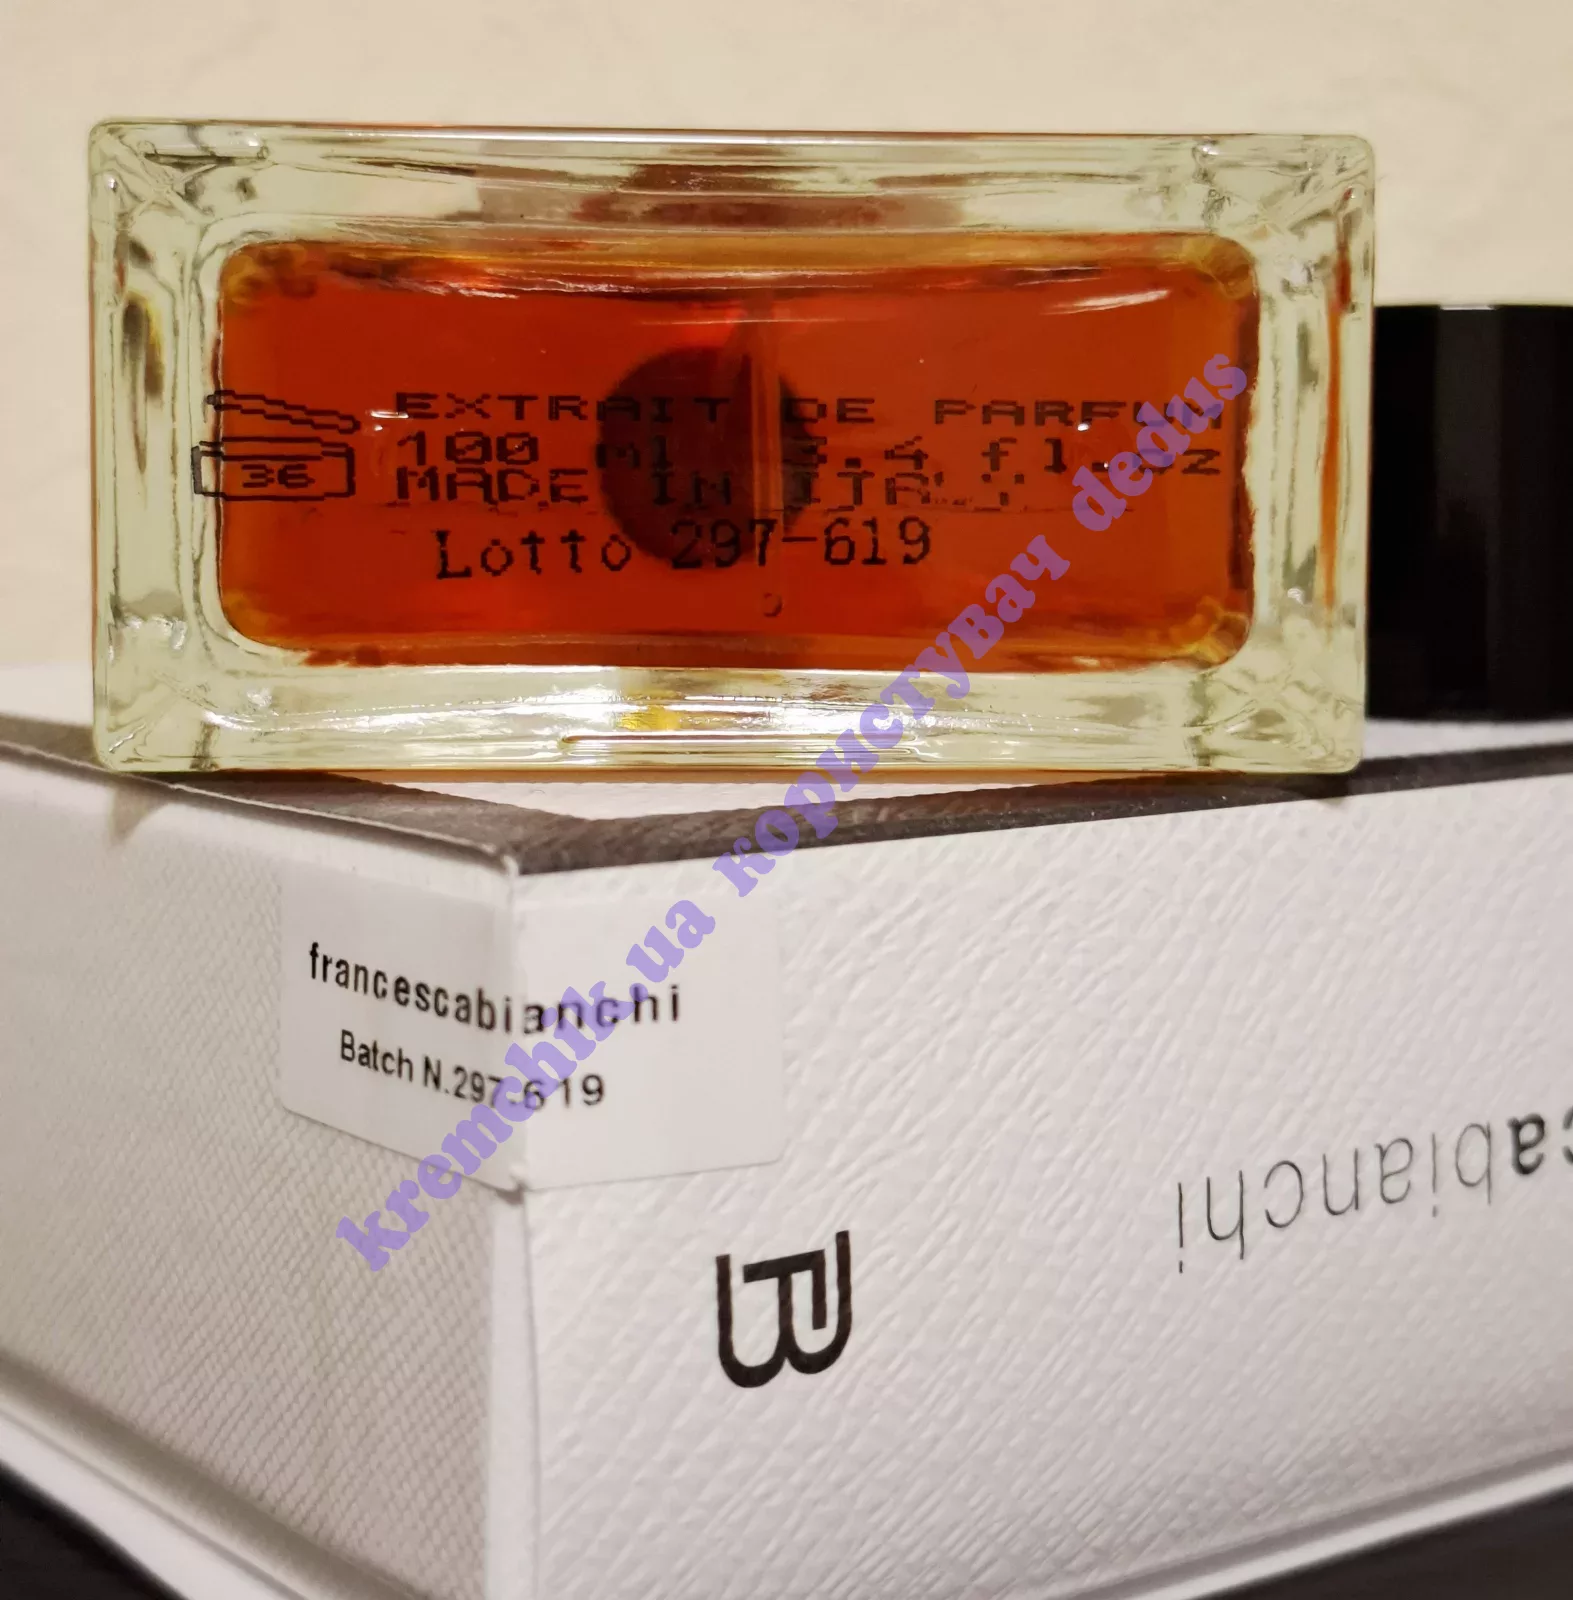 EXTRAIT DE PARFUM
100 ml 3.4 fl.oz
36
MADE IN ITALY
Lotto 297-619
francescabianchi
Batch N.297.619
cabianchi
kremchik.ua користувач dedus